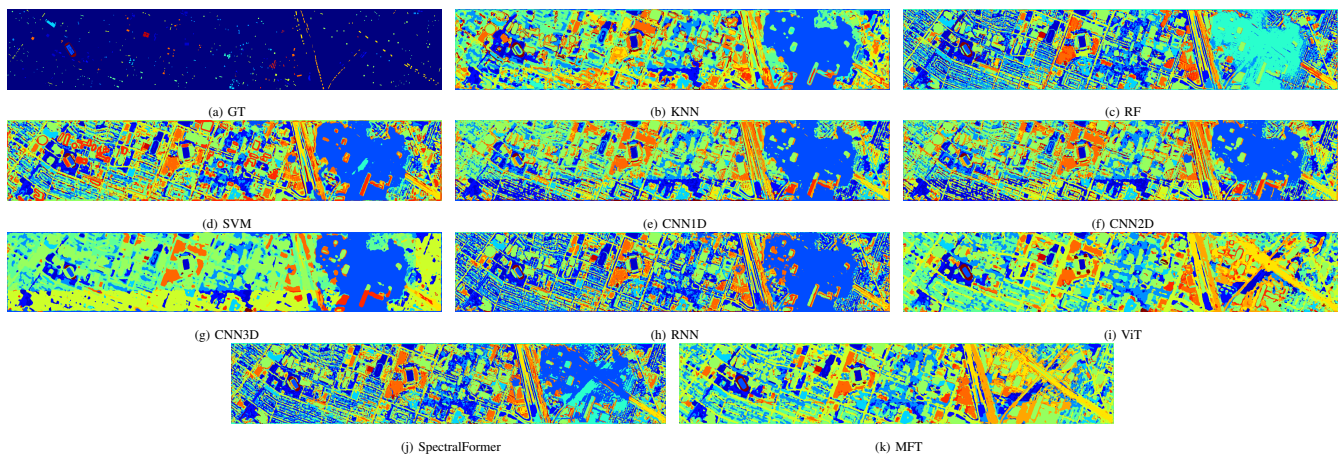 (a) GT
(b) KNN
(c) RF
(d) SVM
(e) CNN1D
(f) CNN2D
(g) CNN3D
(h) RNN
(i) ViT
(j) SpectralFormer
(k) MFT